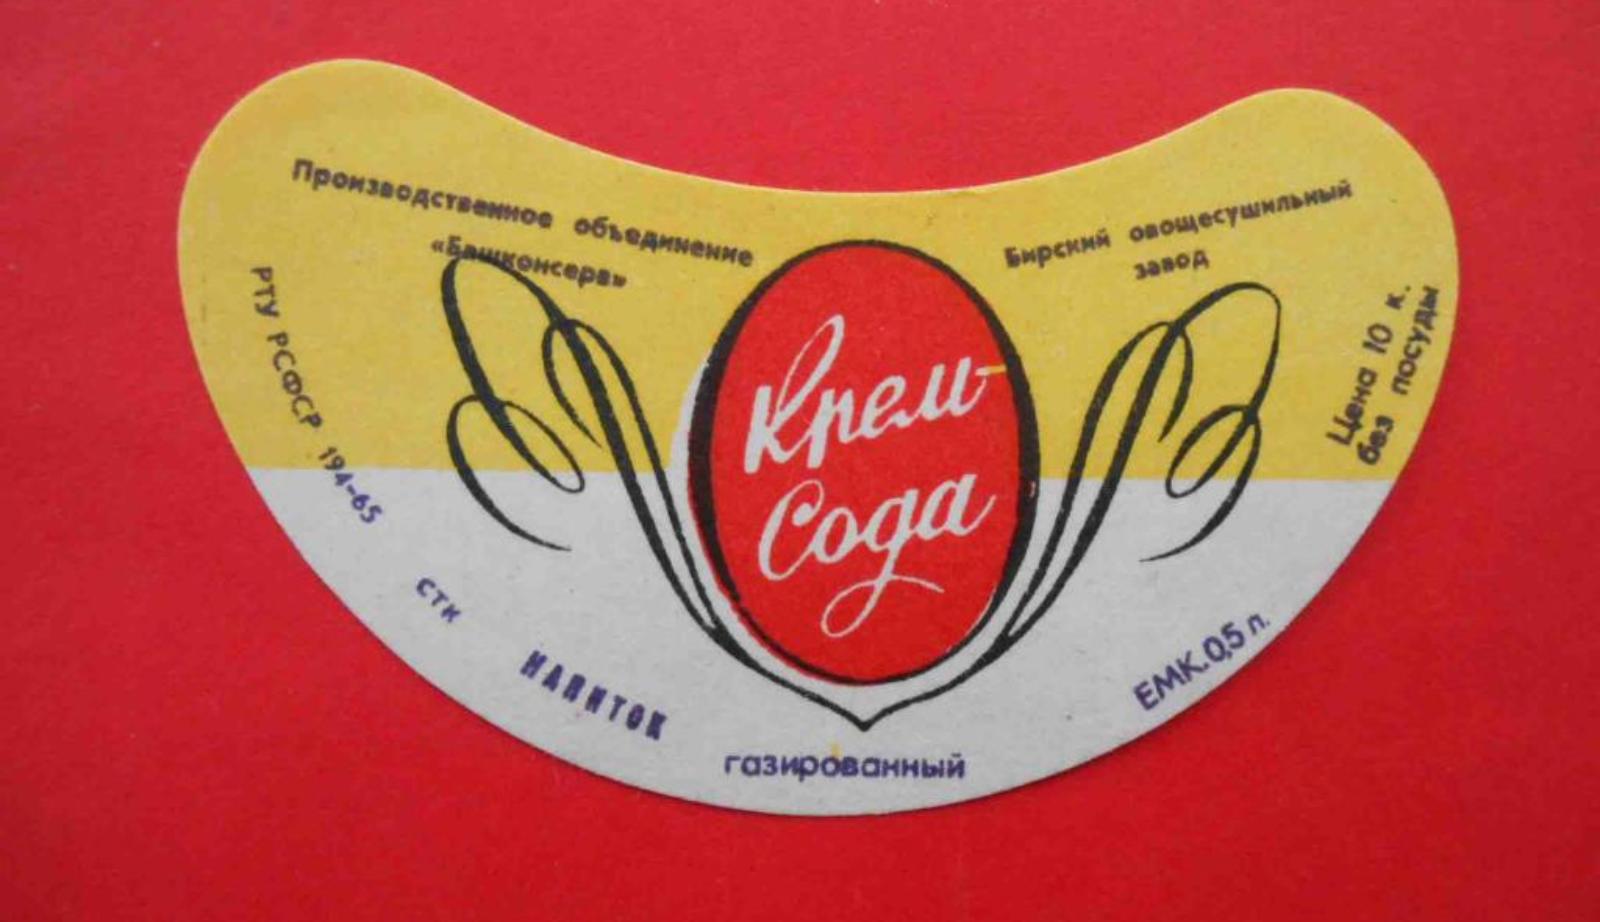 Производственное объединение
«Башконсерв»
Бирский овощесушильный
завод
РТУ РСФСР 194-65
Цена 10 к.
без посуды
Крем-
Сода
стк
НАПИТОК
газированный
ЕМК. 0,5 л.